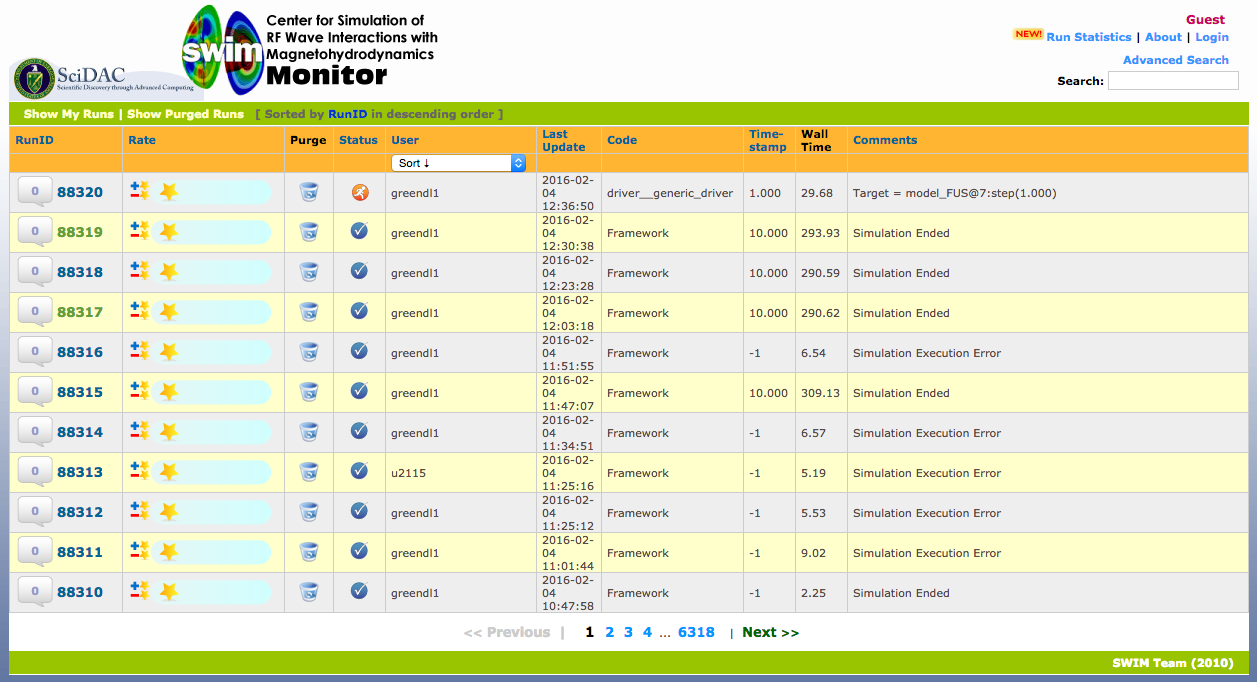 swim
Center for Simulation of
RF Wave Interactions with
Magnetohydrodynamics
Monitor
SciDAC
Scientific Discovery through Advanced Computing
Guest
NEW! Run Statistics | About | Login
Advanced Search
Search:
Show My Runs | Show Purged Runs [ Sorted by RunID in descending order ]
RunID Rate Purge Status User Last Update Code Time-stamp Wall Time Comments
Sort ↓
0 88320 greendl1 2016-02-04 12:36:50 driver__generic_driver 1.000 29.68 Target = model_FUS@7:step(1.000)
0 88319 greendl1 2016-02-04 12:30:38 Framework 10.000 293.93 Simulation Ended
0 88318 greendl1 2016-02-04 12:23:28 Framework 10.000 290.59 Simulation Ended
0 88317 greendl1 2016-02-04 12:03:18 Framework 10.000 290.62 Simulation Ended
0 88316 greendl1 2016-02-04 11:51:55 Framework -1 6.54 Simulation Execution Error
0 88315 greendl1 2016-02-04 11:47:07 Framework 10.000 309.13 Simulation Ended
0 88314 greendl1 2016-02-04 11:34:51 Framework -1 6.57 Simulation Execution Error
0 88313 u2115 2016-02-04 11:25:16 Framework -1 5.19 Simulation Execution Error
0 88312 greendl1 2016-02-04 11:25:12 Framework -1 5.53 Simulation Execution Error
0 88311 greendl1 2016-02-04 11:01:44 Framework -1 9.02 Simulation Execution Error
0 88310 greendl1 2016-02-04 10:47:58 Framework -1 2.25 Simulation Ended
<< Previous | 1 2 3 4 ... 6318 | Next >>
SWIM Team (2010)